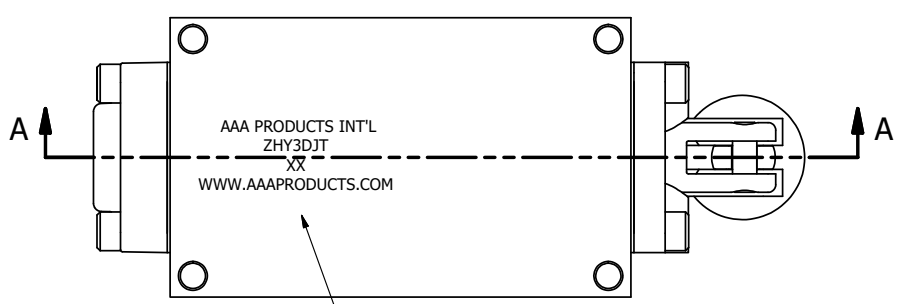 A
A
AAA PRODUCTS INT'L
ZHY3DJT
XX
WWW.AAAPRODUCTS.COM